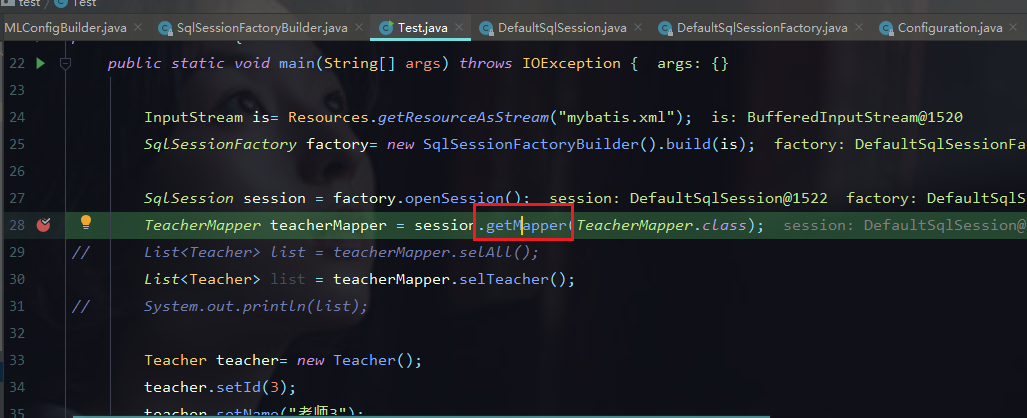 test Test
MLConfigBuilder.java × SqlSessionFactoryBuilder.java × Test.java × DefaultSqlSession.java × DefaultSqlSessionFactory.java × Configuration.java ×
22 public static void main(String[] args) throws IOException { args: {}
23
24 InputStream is= Resources.getResourceAsStream("mybatis.xml"); is: BufferedInputStream@1520
25 SqlSessionFactory factory= new SqlSessionFactoryBuilder().build(is); factory: DefaultSqlSessionFa
26
27 SqlSession session = factory.openSession(); session: DefaultSqlSession@1522 factory: DefaultSql
28 TeacherMapper teacherMapper = session.getMapper(TeacherMapper.class); session: DefaultSqlSession@
29 // List<Teacher> list = teacherMapper.selAll();
30 List<Teacher> list = teacherMapper.selTeacher();
31 // System.out.println(list);
32
33 Teacher teacher= new Teacher();
34 teacher.setId(3);
35 teacher.setName("老师3");